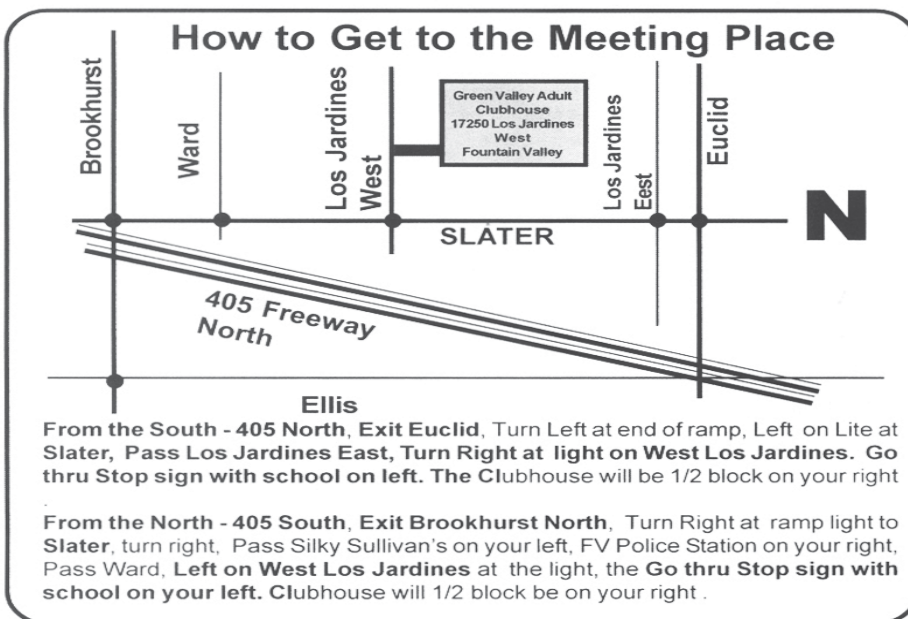 How to Get to the Meeting Place
Brookhurst
Ward
Los Jardines
West
Green Valley Adult
Clubhouse
17250 Los Jardines
West
Fountain Valley
Los Jardines
Eest
Euclid
N
SLATER
405 Freeway
North
Ellis
From the South - 405 North, Exit Euclid, Turn Left at end of ramp, Left on Lite at
Slater, Pass Los Jardines East, Turn Right at light on West Los Jardines. Go
thru Stop sign with school on left. The Clubhouse will be 1/2 block on your right
.
From the North - 405 South, Exit Brookhurst North, Turn Right at ramp light to
Slater, turn right, Pass Silky Sullivan's on your left, FV Police Station on your right,
Pass Ward, Left on West Los Jardines at the light, the Go thru Stop sign with
school on your left. Clubhouse will 1/2 block be on your right .